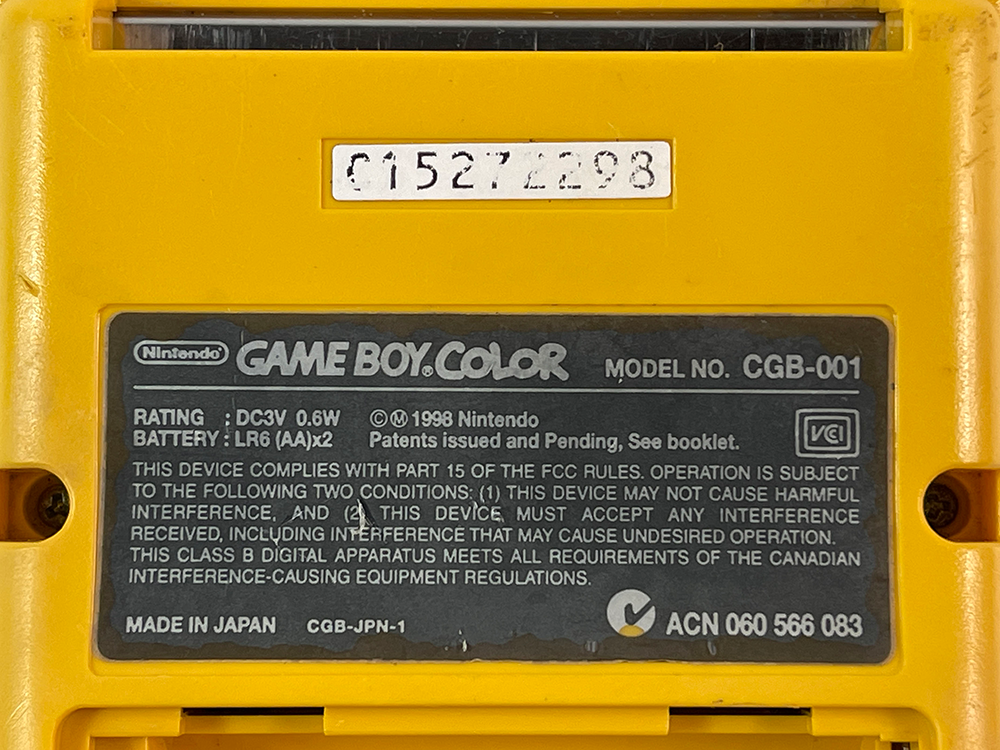 C15272298
Nintendo GAME BOY COLOR MODEL NO. CGB-001
RATING : DC3V 0.6W ©Ⓜ 1998 Nintendo
BATTERY : LR6 (AA)x2 Patents issued and Pending, See booklet.
VCI
THIS DEVICE COMPLIES WITH PART 15 OF THE FCC RULES. OPERATION IS SUBJECT
TO THE FOLLOWING TWO CONDITIONS: (1) THIS DEVICE MAY NOT CAUSE HARMFUL
INTERFERENCE, AND (2) THIS DEVICE MUST ACCEPT ANY INTERFERENCE
RECEIVED, INCLUDING INTERFERENCE THAT MAY CAUSE UNDESIRED OPERATION.
THIS CLASS B DIGITAL APPARATUS MEETS ALL REQUIREMENTS OF THE CANADIAN
INTERFERENCE-CAUSING EQUIPMENT REGULATIONS.
MADE IN JAPAN CGB-JPN-1 ACN 060 566 083